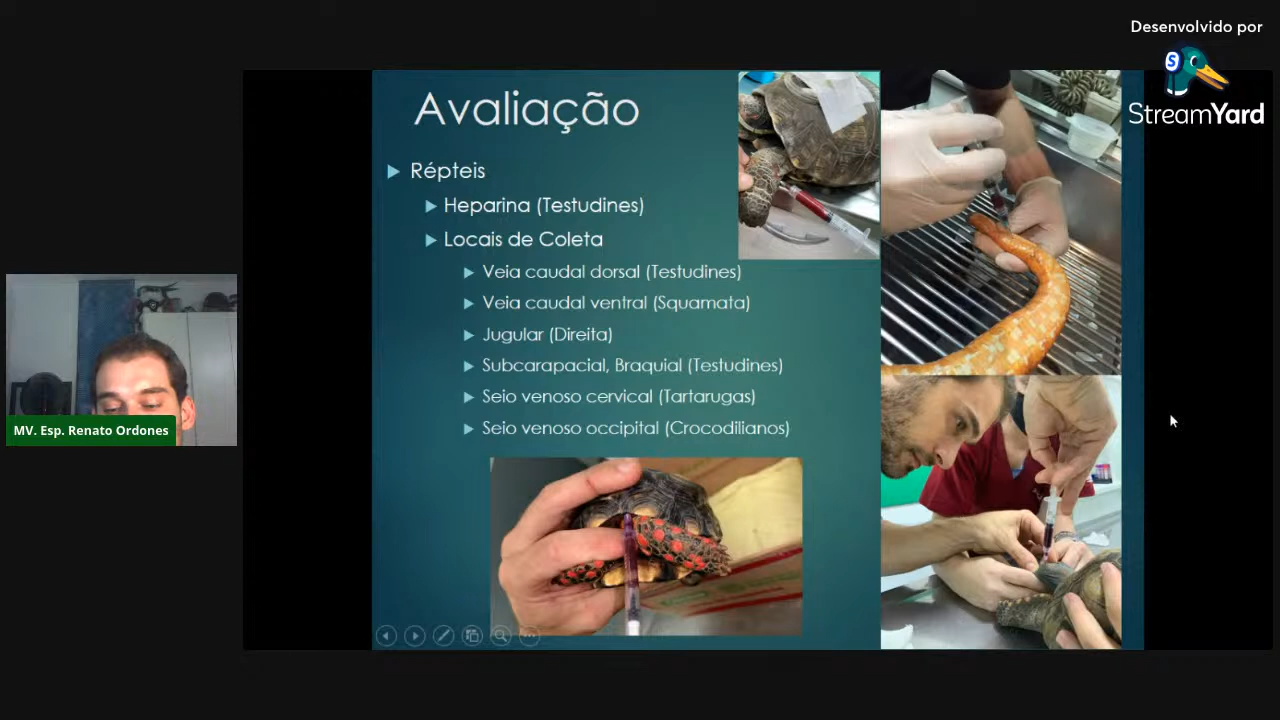 Desenvolvido por
S
StreamYard
Avaliação
Répteis
Heparina (Testudines)
Locais de Coleta
Veia caudal dorsal (Testudines)
Veia caudal ventral (Squamata)
Jugular (Direita)
Subcarapacial, Braquial (Testudines)
Seio venoso cervical (Tartarugas)
Seio venoso occipital (Crocodilianos)
MV. Esp. Renato Ordones